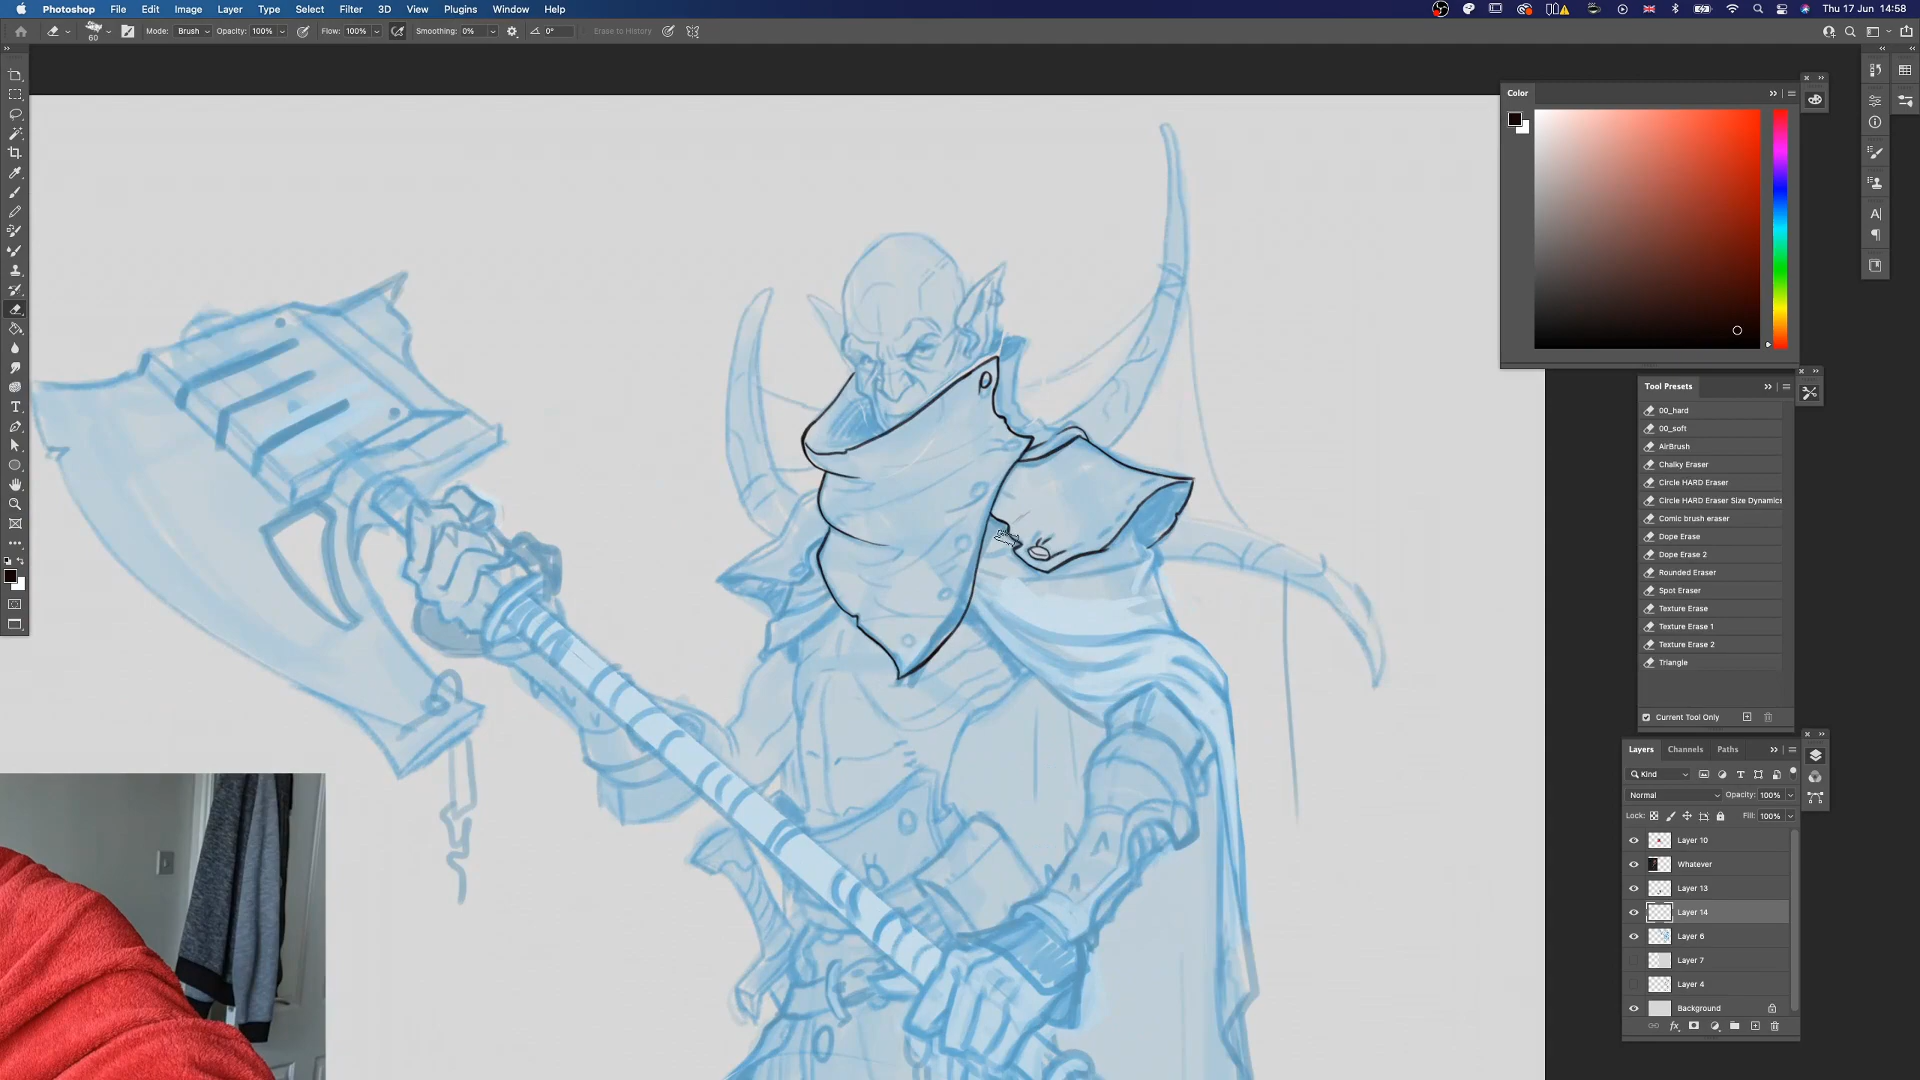 Photoshop File Edit Image Layer Type Select Filter 3D View Plugins Window Help Thu 17 Jun 14:58
60 Mode: Brush Opacity: 100% Flow: 100% Smoothing: 0% 0° Erase to History
Color
Tool Presets
00_hard
00_soft
AirBrush
Chalky Eraser
Circle HARD Eraser
Circle HARD Eraser Size Dynamics
Comic brush eraser
Dope Erase
Dope Erase 2
Rounded Eraser
Spot Eraser
Texture Erase
Texture Erase 1
Texture Erase 2
Triangle
Current Tool Only
Layers Channels Paths
Kind
Normal Opacity: 100%
Lock: Fill: 100%
Layer 10
Whatever
Layer 13
Layer 14
Layer 6
Layer 7
Layer 4
Background